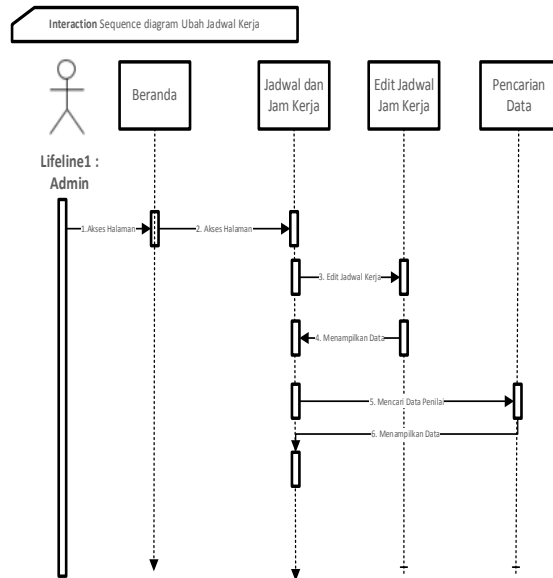 Interaction Sequence diagram Ubah Jadwal Kerja
Beranda
Jadwal dan
Jam Kerja
Edit Jadwal
Jam Kerja
Pencarian
Data
Lifeline1 :
Admin
1.Akses Halaman
2. Akses Halaman
3. Edit Jadwal Kerja
4. Menampilkan Data
5. Mencari Data Penilai
6. Menampilkan Data